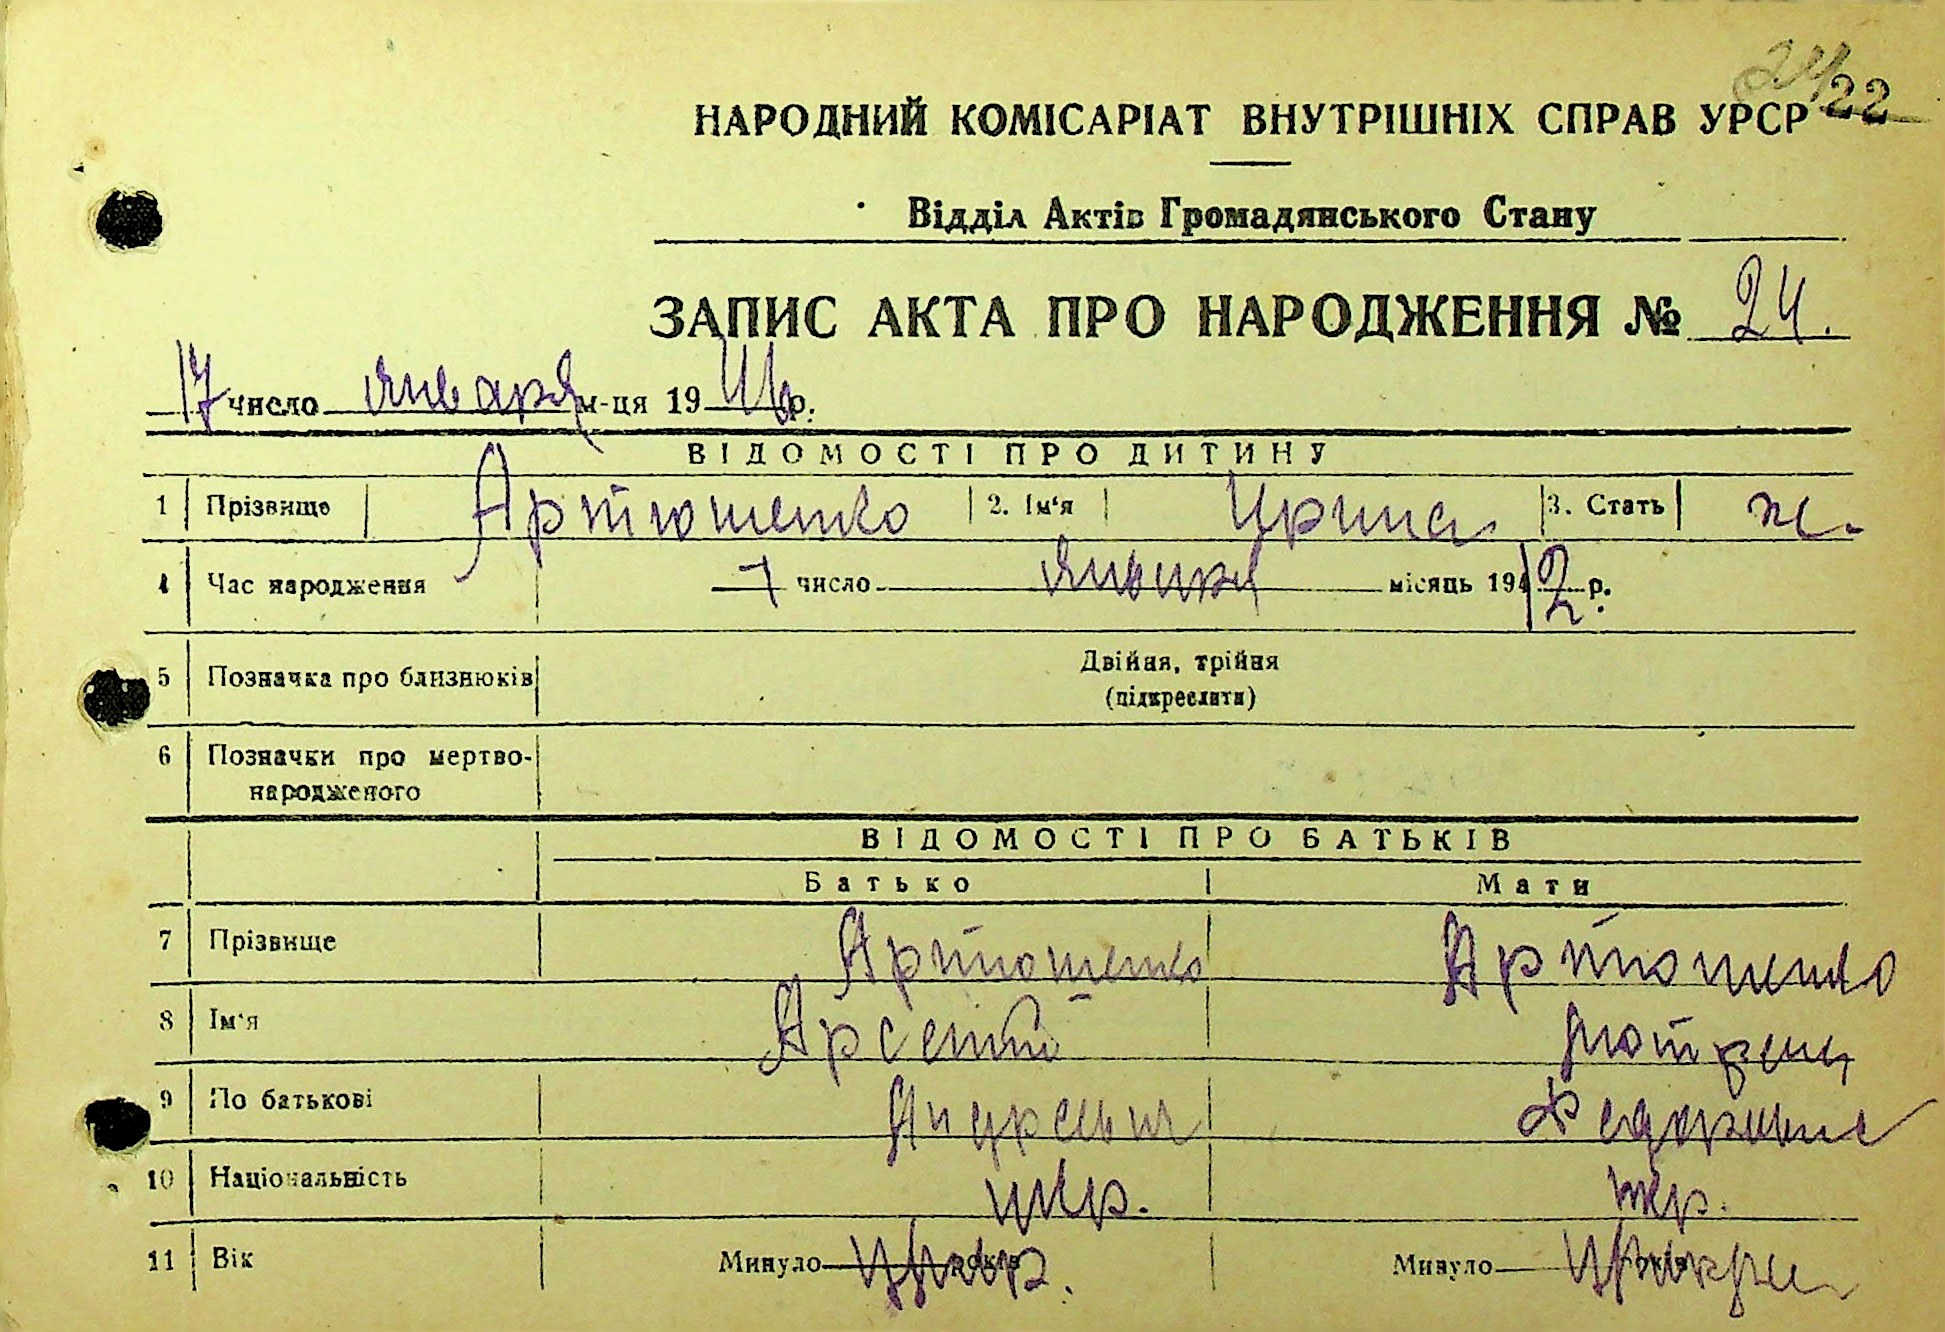 24 22
НАРОДНИЙ КОМІСАРІАТ ВНУТРІШНІХ СПРАВ УРСР
Відділ Актів Громадянського Стану
ЗАПИС АКТА ПРО НАРОДЖЕННЯ № 24.
17 число января м-ця 19 р.
ВІДОМОСТІ ПРО ДИТИНУ
1 Прізвище Артюшенко 2. Ім'я Ирина 3. Стать ж.
4 Час народження 7 число января місяць 1942 р.
5 Позначка про близнюків Двійня, трійня
(підкреслити)
6 Позначки про мертво-
народженого
ВІДОМОСТІ ПРО БАТЬКІВ
Батько Мати
7 Прізвище Артюшенко Артюшенко
8 Ім'я Арсентий Мотрена
9 По батькові Андреевич Федоровна
10 Національність укр. укр.
11 Вік Минуло років Минуло років